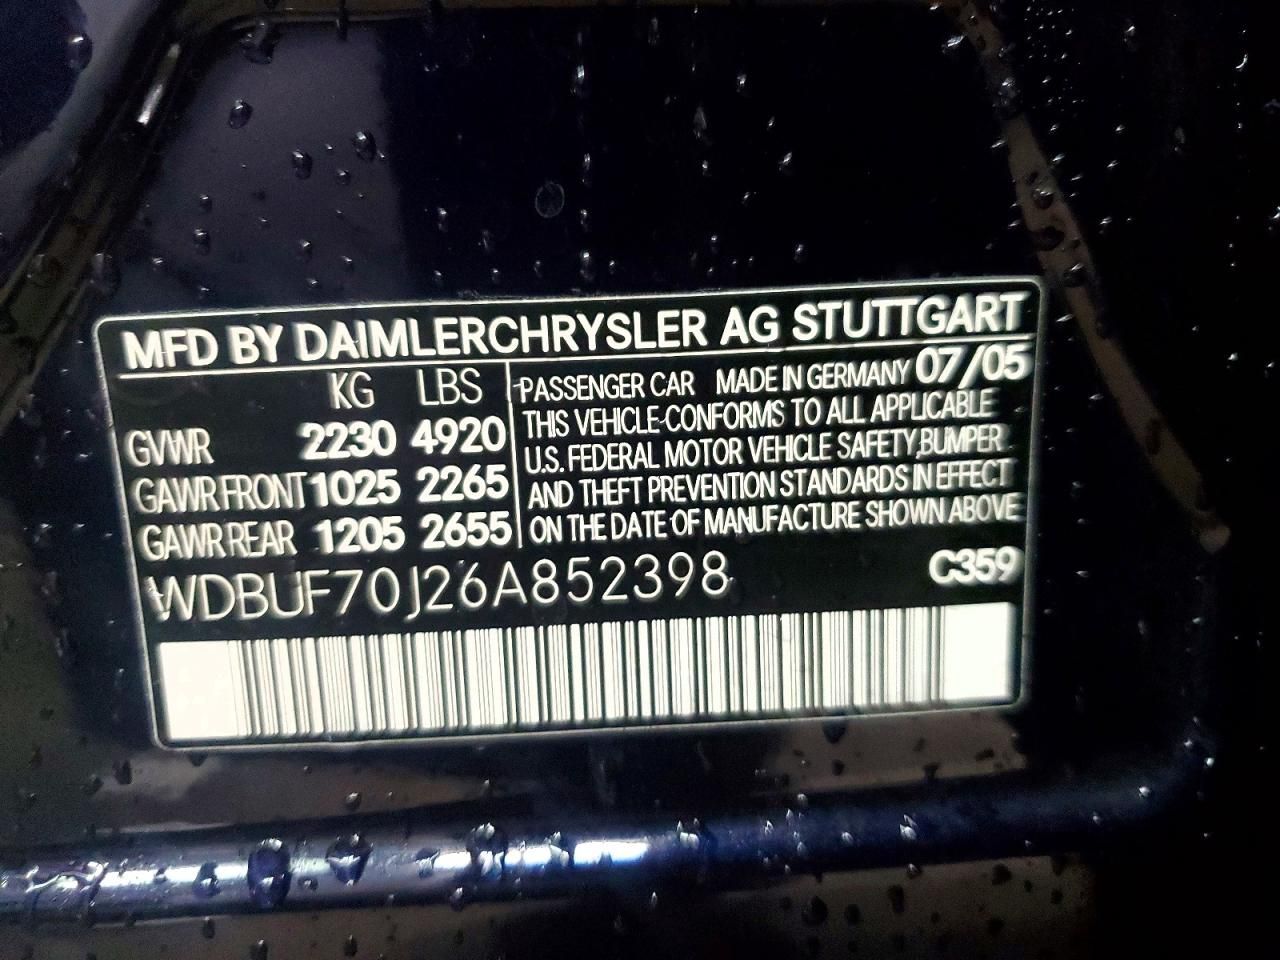 MFD BY DAIMLERCHRYSLER AG STUTTGART
KG LBS
GVWR 2230 4920
GAWR FRONT 1025 2265
GAWR REAR 1205 2655
PASSENGER CAR MADE IN GERMANY 07/05
THIS VEHICLE CONFORMS TO ALL APPLICABLE
U.S. FEDERAL MOTOR VEHICLE SAFETY, BUMPER
AND THEFT PREVENTION STANDARDS IN EFFECT
ON THE DATE OF MANUFACTURE SHOWN ABOVE
WDBUF70J26A852398 C359